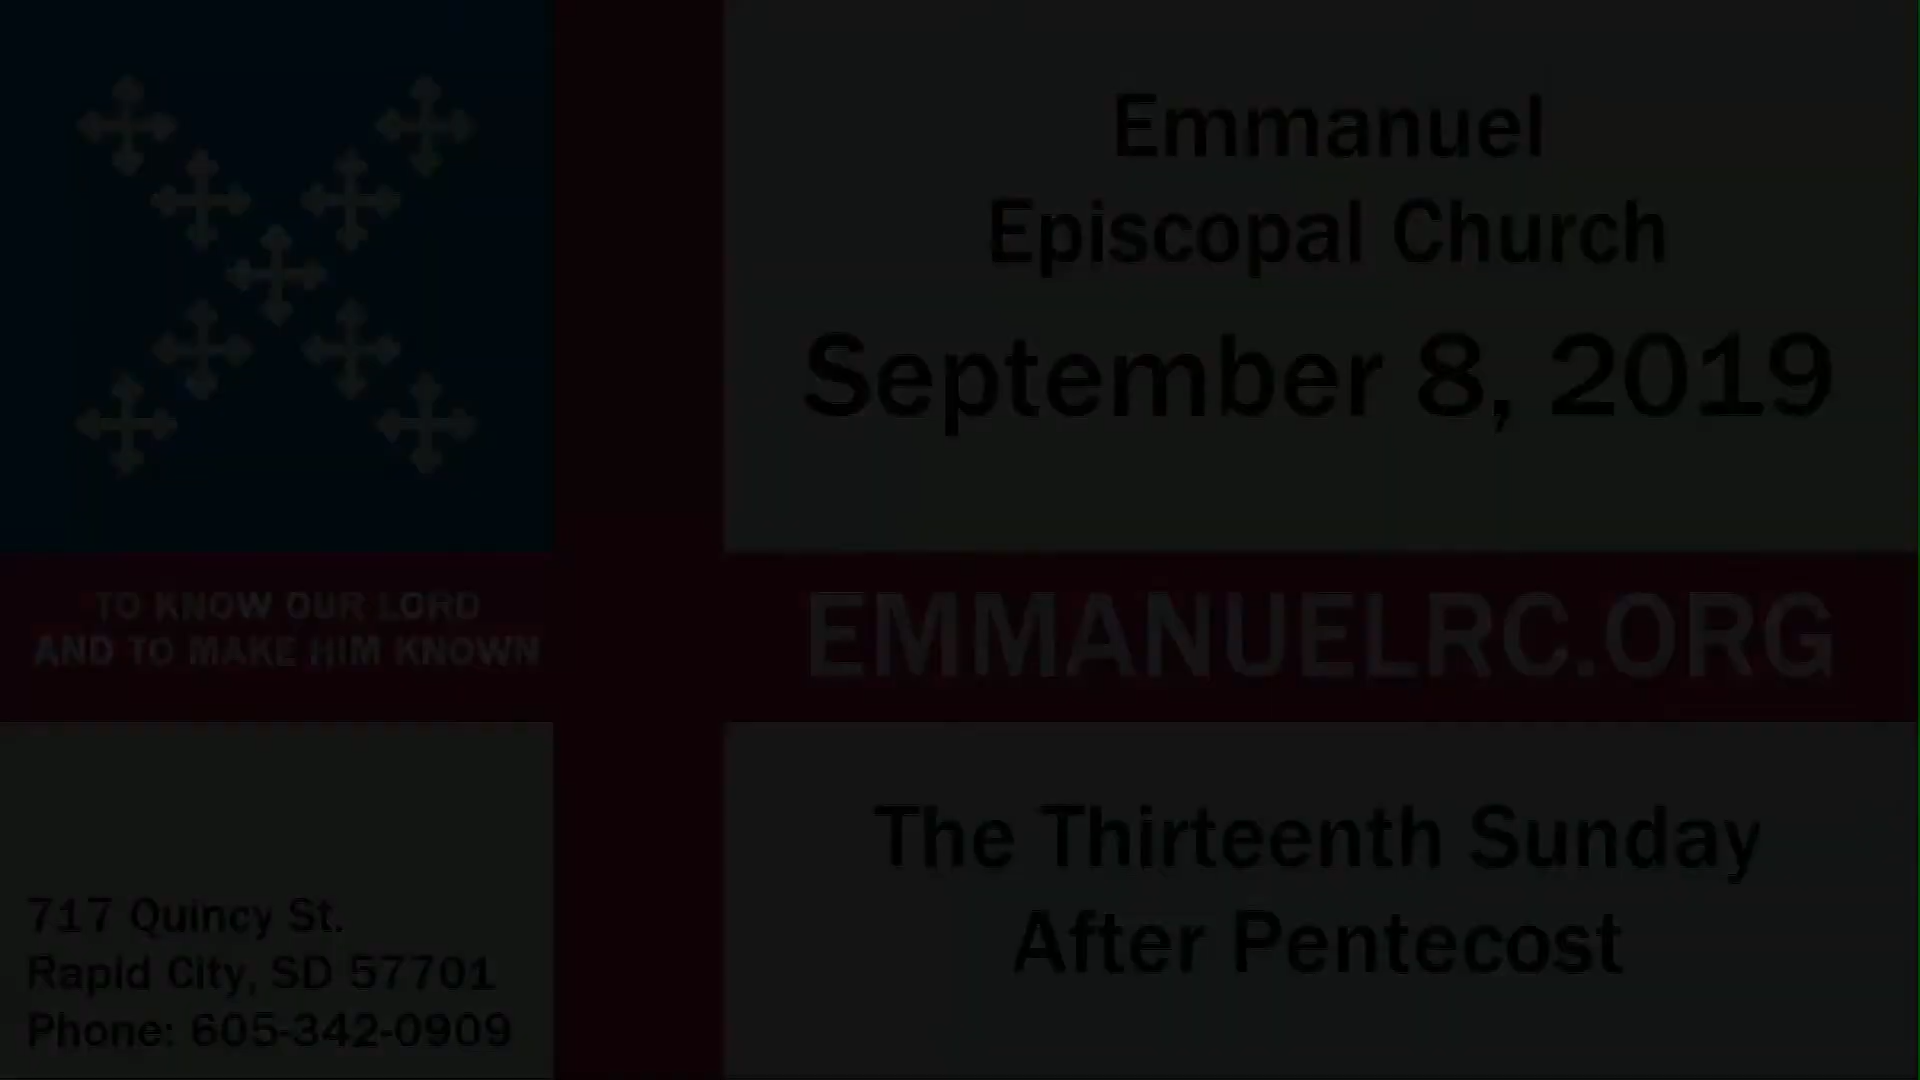 Emmanuel
Episcopal Church
September 8, 2019
TO KNOW OUR LORD
AND TO MAKE HIM KNOWN
EMMANUELRC.ORG
The Thirteenth Sunday
After Pentecost
717 Quincy St.
Rapid City, SD 57701
Phone: 605-342-0909